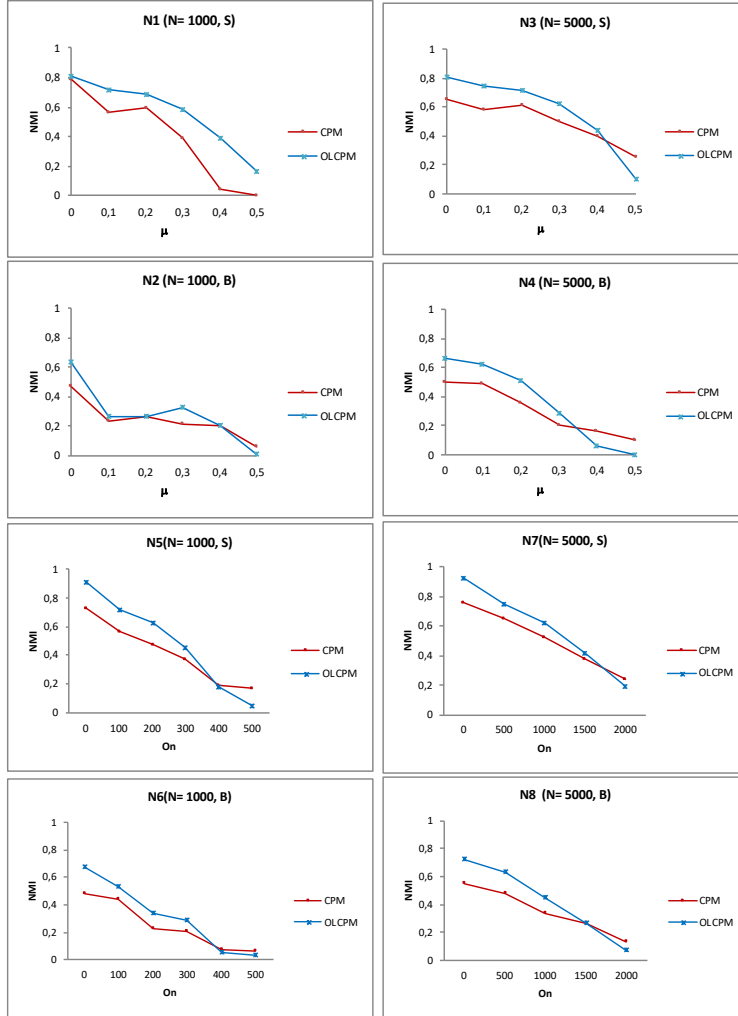 N1 (N= 1000, S)
1
0,8
0,6
0,4
0,2
0
NMI
0 0,1 0,2 0,3 0,4 0,5
μ
CPM
OLCPM
N3 (N= 5000, S)
1
0,8
0,6
0,4
0,2
0
NMI
0 0,1 0,2 0,3 0,4 0,5
μ
CPM
OLCPM
N2 (N= 1000, B)
1
0,8
0,6
0,4
0,2
0
NMI
0 0,1 0,2 0,3 0,4 0,5
μ
CPM
OLCPM
N4 (N= 5000, B)
1
0,8
0,6
0,4
0,2
0
NMI
0 0,1 0,2 0,3 0,4 0,5
μ
CPM
OLCPM
N5(N= 1000, S)
1
0,8
0,6
0,4
0,2
0
NMI
0 100 200 300 400 500
On
CPM
OLCPM
N7(N= 5000, S)
1
0,8
0,6
0,4
0,2
0
NMI
0 500 1000 1500 2000
On
CPM
OLCPM
N6(N= 1000, B)
1
0,8
0,6
0,4
0,2
0
NMI
0 100 200 300 400 500
On
CPM
OLCPM
N8 (N= 5000, B)
1
0,8
0,6
0,4
0,2
0
NMI
0 500 1000 1500 2000
On
CPM
OLCPM